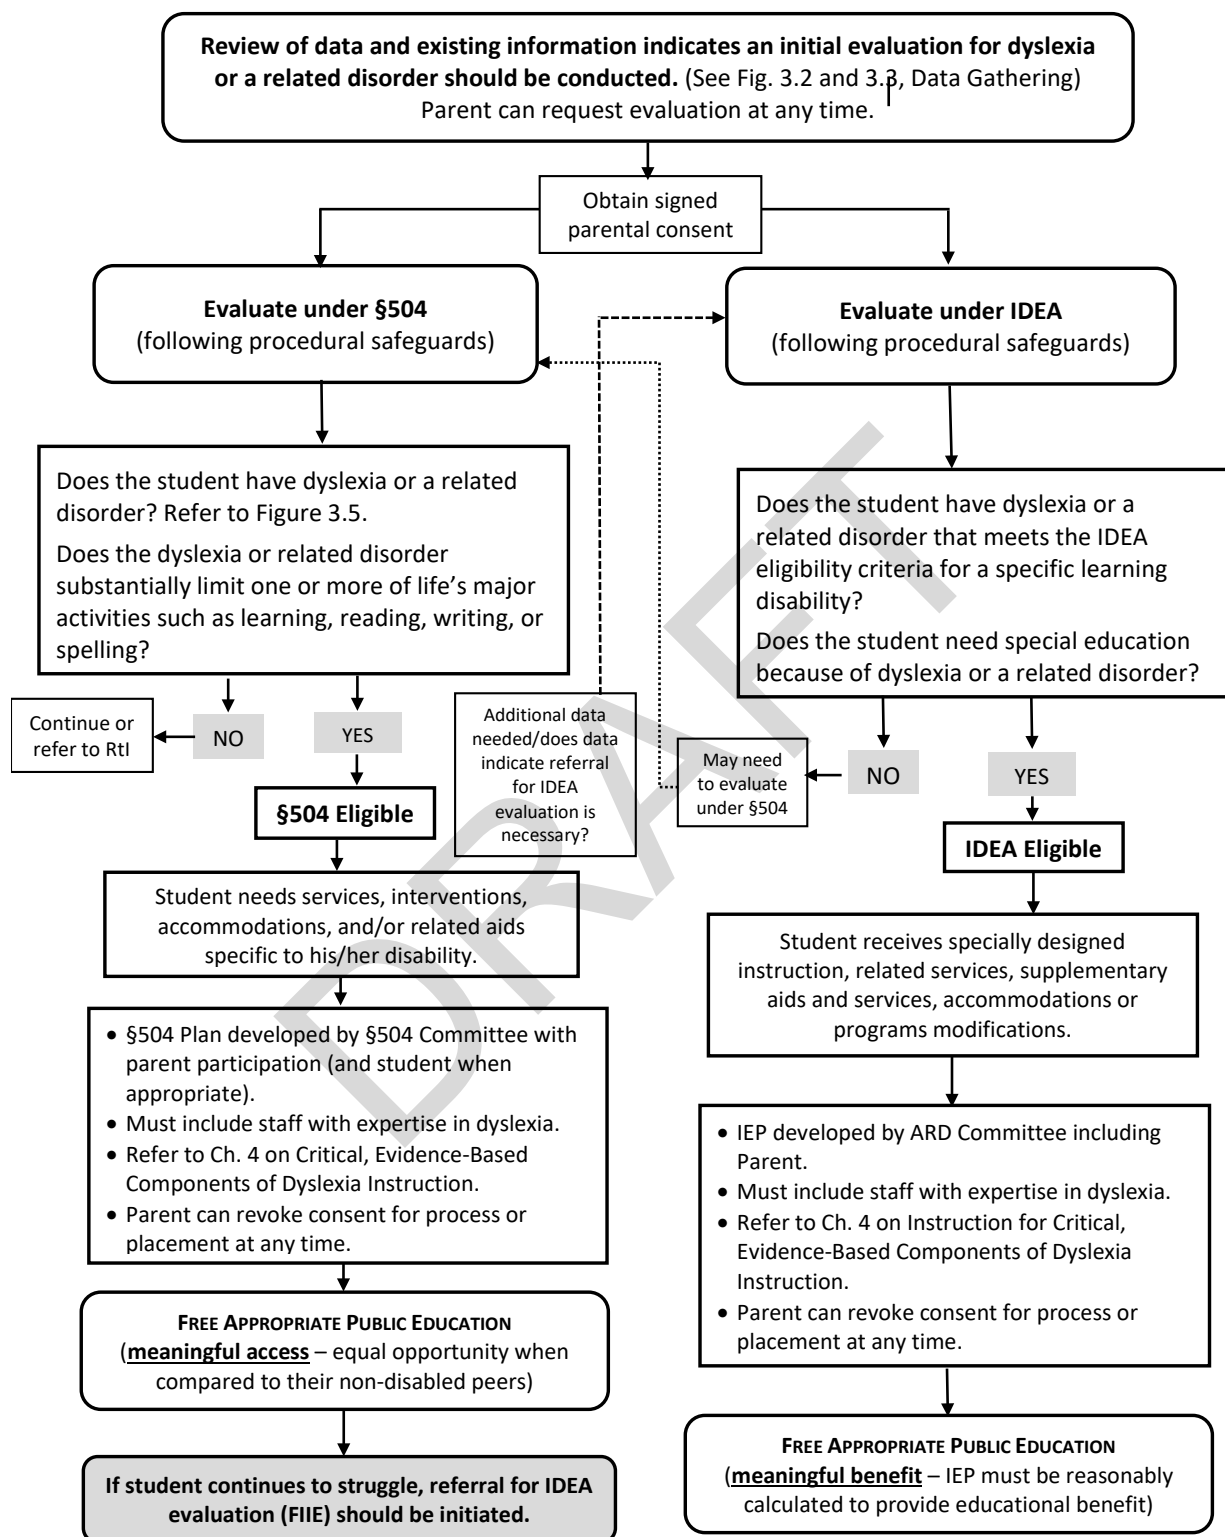 Review of data and existing information indicates an initial evaluation for dyslexia
or a related disorder should be conducted. (See Fig. 3.2 and 3.3, Data Gathering)
Parent can request evaluation at any time.
Obtain signed
parental consent
Evaluate under §504
(following procedural safeguards)
Evaluate under IDEA
(following procedural safeguards)
Does the student have dyslexia or a related
disorder? Refer to Figure 3.5.
Does the dyslexia or related disorder
substantially limit one or more of life’s major
activities such as learning, reading, writing, or
spelling?
Does the student have dyslexia or a
related disorder that meets the IDEA
eligibility criteria for a specific learning
disability?
Does the student need special education
because of dyslexia or a related disorder?
Continue or
refer to RtI
NO
YES
Additional data
needed/does data
indicate referral
for IDEA
evaluation is
necessary?
May need
to evaluate
under §504
NO
YES
§504 Eligible
IDEA Eligible
Student needs services, interventions,
accommodations, and/or related aids
specific to his/her disability.
Student receives specially designed
instruction, related services, supplementary
aids and services, accommodations or
programs modifications.
• §504 Plan developed by §504 Committee with
parent participation (and student when
appropriate).
• Must include staff with expertise in dyslexia.
• Refer to Ch. 4 on Critical, Evidence-Based
Components of Dyslexia Instruction.
• Parent can revoke consent for process or
placement at any time.
• IEP developed by ARD Committee including
Parent.
• Must include staff with expertise in dyslexia.
• Refer to Ch. 4 on Instruction for Critical,
Evidence-Based Components of Dyslexia
Instruction.
• Parent can revoke consent for process or
placement at any time.
FREE APPROPRIATE PUBLIC EDUCATION
(meaningful access – equal opportunity when
compared to their non-disabled peers)
If student continues to struggle, referral for IDEA
evaluation (FIIE) should be initiated.
FREE APPROPRIATE PUBLIC EDUCATION
(meaningful benefit – IEP must be reasonably
calculated to provide educational benefit)
DRAFT